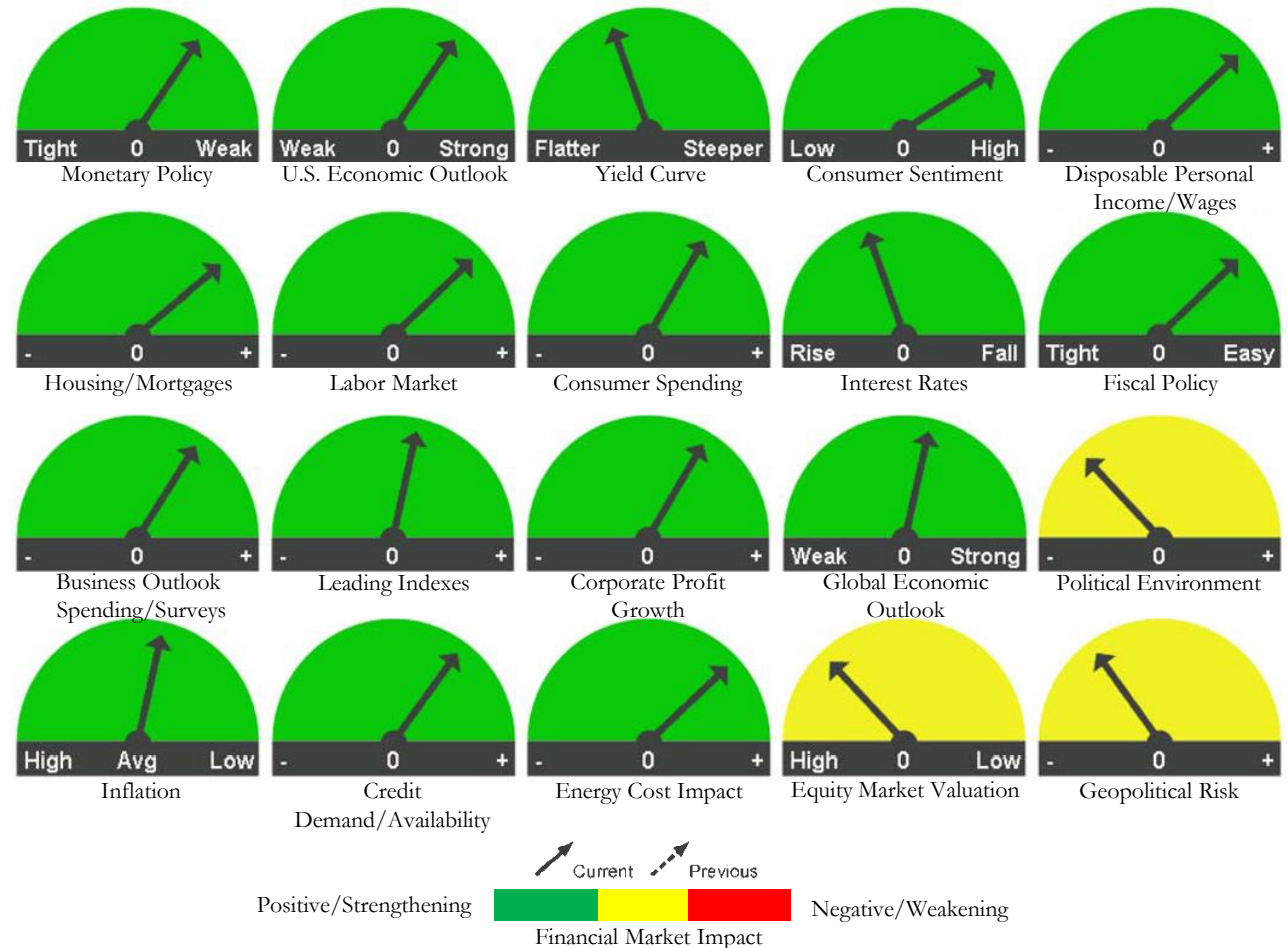 Tight 0 Weak
Monetary Policy
Weak 0 Strong
U.S. Economic Outlook
Flatter Steeper
Yield Curve
Low 0 High
Consumer Sentiment
- 0 +
Disposable Personal
Income/Wages
- 0 +
Housing/Mortgages
- 0 +
Labor Market
- 0 +
Consumer Spending
Rise 0 Fall
Interest Rates
Tight 0 Easy
Fiscal Policy
- 0 +
Business Outlook
Spending/Surveys
- 0 +
Leading Indexes
- 0 +
Corporate Profit
Growth
Weak 0 Strong
Global Economic
Outlook
- 0 +
Political Environment
High Avg Low
Inflation
- 0 +
Credit
Demand/Availability
- 0 +
Energy Cost Impact
High 0 Low
Equity Market Valuation
- 0 +
Geopolitical Risk
Current Previous
Positive/Strengthening Negative/Weakening
Financial Market Impact